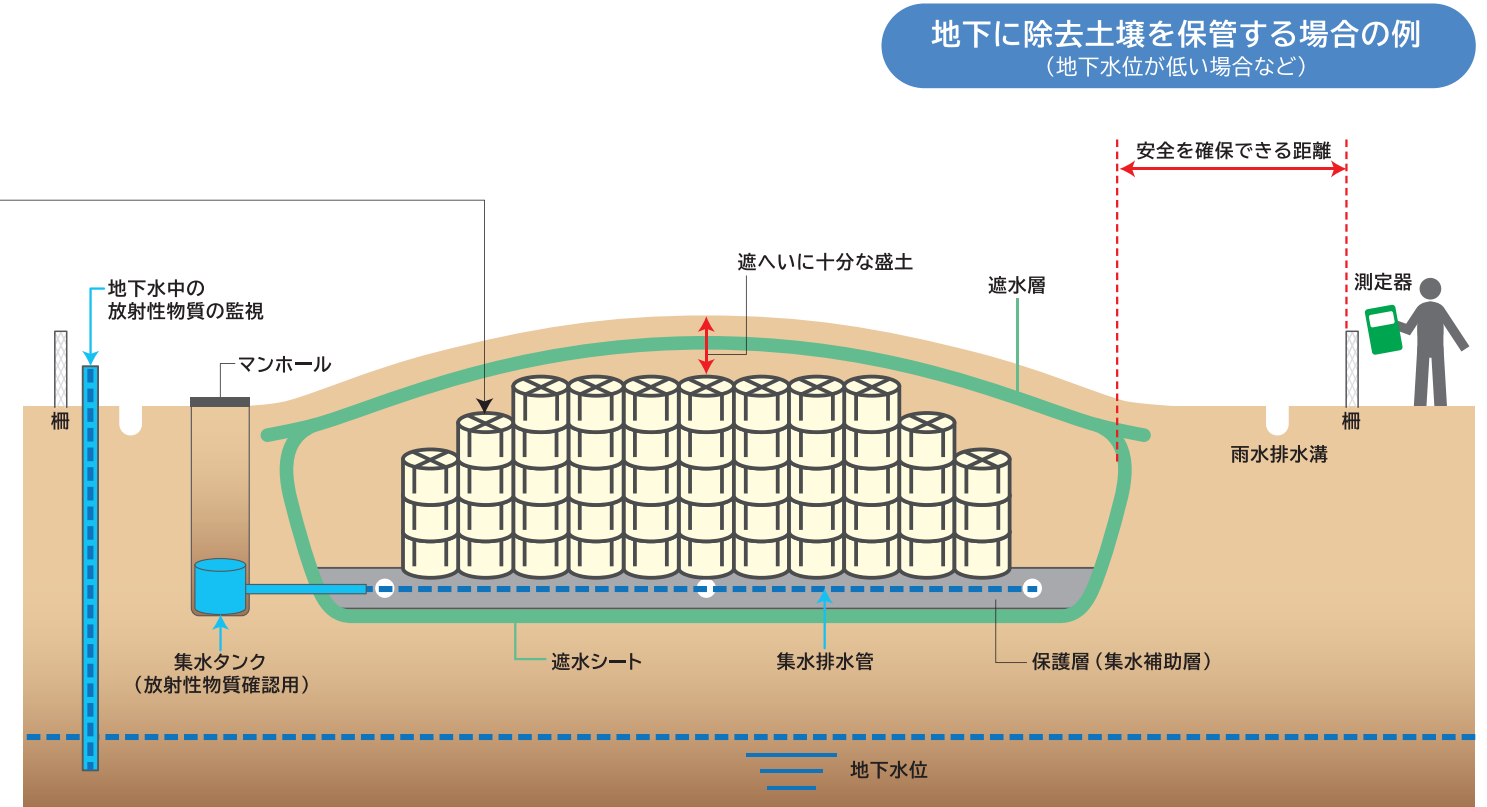 地下に除去土壌を保管する場合の例
（地下水位が低い場合など）
安全を確保できる距離
遮へいに十分な盛土
遮水層
測定器
地下水中の
放射性物質の監視
マンホール
柵
柵
雨水排水溝
集水タンク
（放射性物質確認用）
遮水シート
集水排水管
保護層（集水補助層）
地下水位